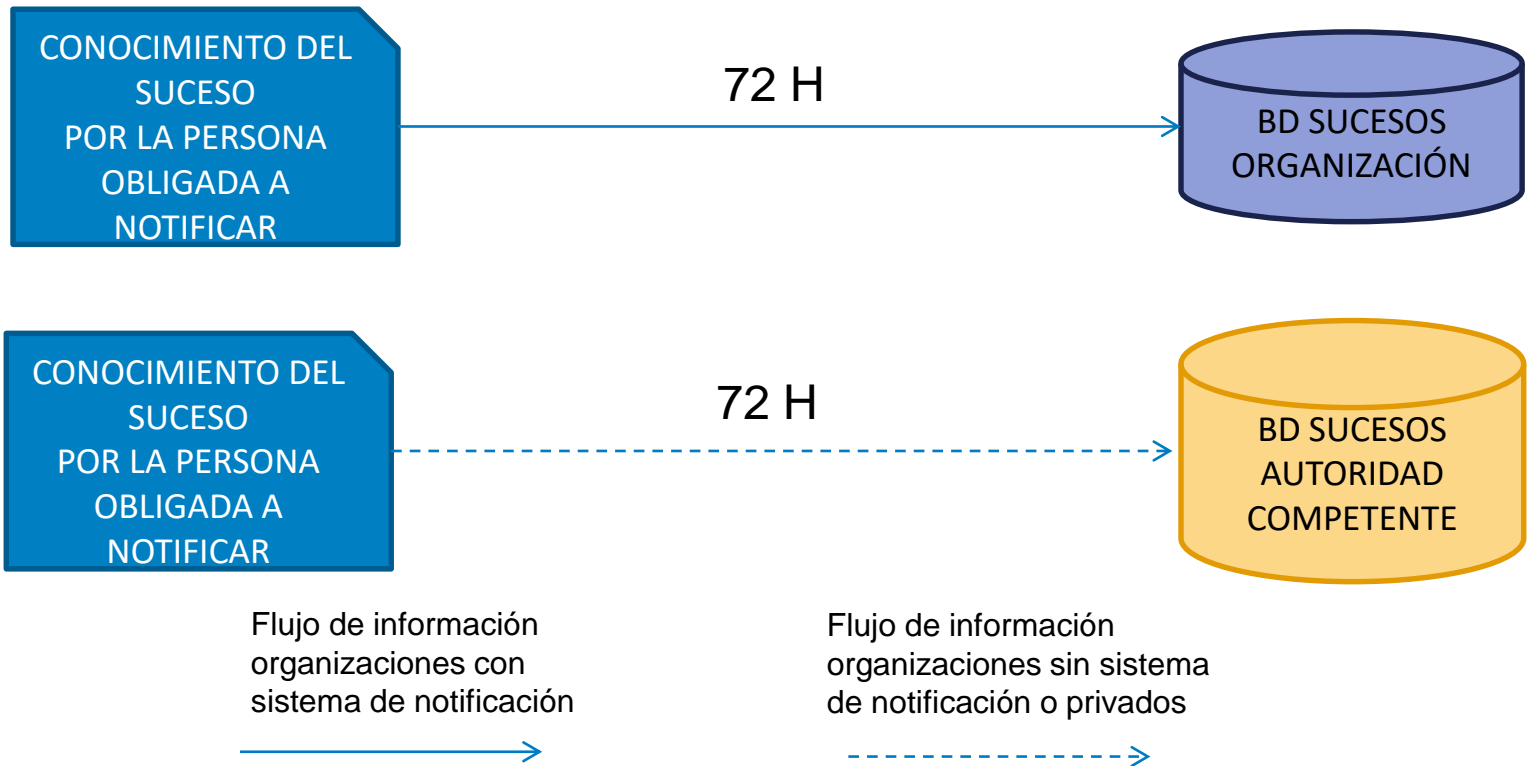 CONOCIMIENTO DEL
SUCESO
POR LA PERSONA
OBLIGADA A
NOTIFICAR
72 H
BD SUCESOS
ORGANIZACIÓN
CONOCIMIENTO DEL
SUCESO
POR LA PERSONA
OBLIGADA A
NOTIFICAR
72 H
BD SUCESOS
AUTORIDAD
COMPETENTE
Flujo de información
organizaciones con
sistema de notificación
Flujo de información
organizaciones sin sistema
de notificación o privados